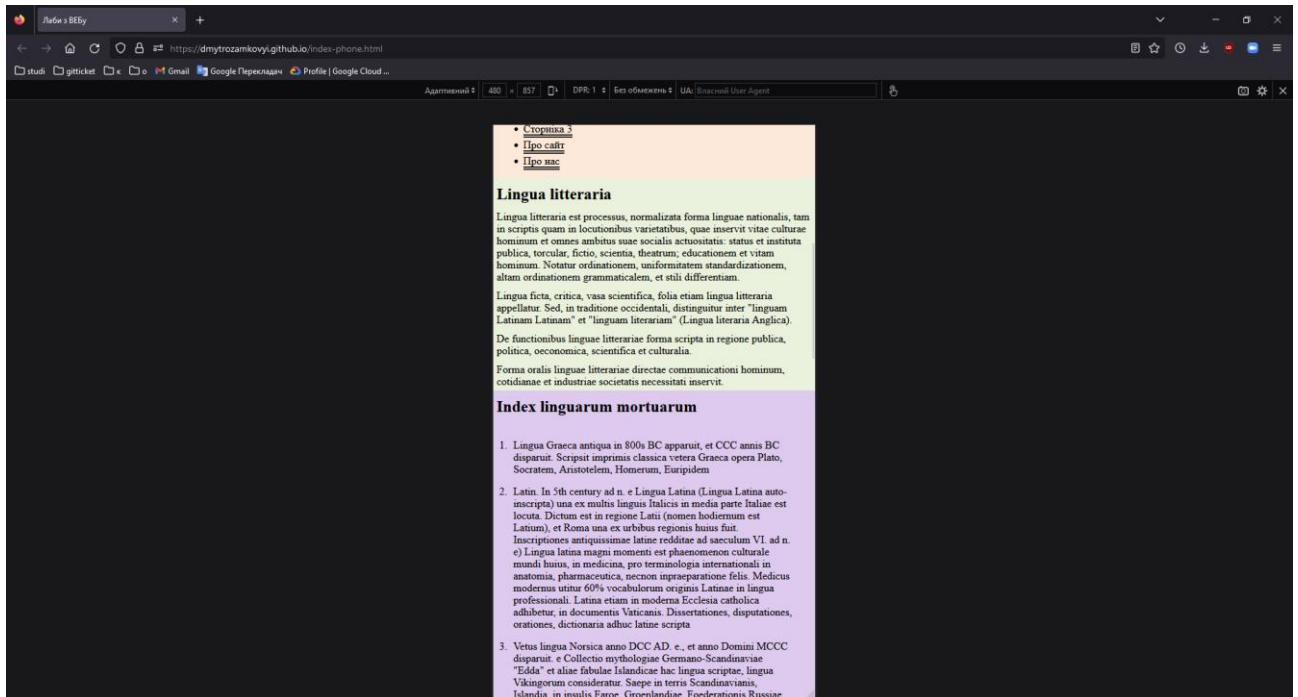 Лаби з ВЕБу
https://dmytrozamkovyi.github.io/index-phone.html
studi gitticket к о Gmail Google Перекладач Profile | Google Cloud ...
Адаптивний 480 × 857 DPR: 1 Без обмежень UA: Власний User Agent
• Сторніка 3
• Про сайт
• Про нас
Lingua litteraria
Lingua litteraria est processus, normalizata forma linguae nationalis, tam
in scriptis quam in locutionibus varietatibus, quae inservit vitae culturae
hominum et omnes ambitus suae socialis actuositatis: status et instituta
publica, torcular, fictio, scientia, theatrum; educationem et vitam
hominum. Notatur ordinationem, uniformitatem standardizationem,
altam ordinationem grammaticalem, et stili differentiam.
Lingua ficta, critica, vasa scientifica, folia etiam lingua litteraria
appellatur. Sed, in traditione occidentali, distinguitur inter "linguam
Latinam Latinam" et "linguam literariam" (Lingua literaria Anglica).
De functionibus linguae litterariae forma scripta in regione publica,
politica, oeconomica, scientifica et culturalia.
Forma oralis linguae litterariae directae communicationi hominum,
cotidianae et industriae societatis necessitati inservit.
Index linguarum mortuarum
1. Lingua Graeca antiqua in 800s BC apparuit, et CCC annis BC
disparuit. Scripsit imprimis classica vetera Graeca opera Plato,
Socratem, Aristotelem, Homerum, Euripidem
2. Latin. In 5th century ad n. e Lingua Latina (Lingua Latina auto-
inscripta) una ex multis linguis Italicis in media parte Italiae est
locuta. Dictum est in regione Latii (nomen hodiernum est
Latium), et Roma una ex urbibus regionis huius fuit.
Inscriptiones antiquissimae latine redditae ad saeculum VI. ad n.
e) Lingua latina magni momenti est phaenomenon culturale
mundi huius, in medicina, pro terminologia internationali in
anatomia, pharmaceutica, necnon inpraeparatione felis. Medicus
modernus utitur 60% vocabulorum originis Latinae in lingua
professionali. Latina etiam in moderna Ecclesia catholica
adhibetur, in documentis Vaticanis. Dissertationes, disputationes,
orationes, dictionaria adhuc latine scripta
3. Vetus lingua Norsica anno DCC AD. e., et anno Domini MCCC
disparuit. e Collectio mythologiae Germano-Scandinaviae
"Edda" et aliae fabulae Islandicae hac lingua scriptae, lingua
Vikingorum consideratur. Saepe in terris Scandinavianis,
Islandia, in insulis Faroe, Groenlandiae, Foederationis Russiae